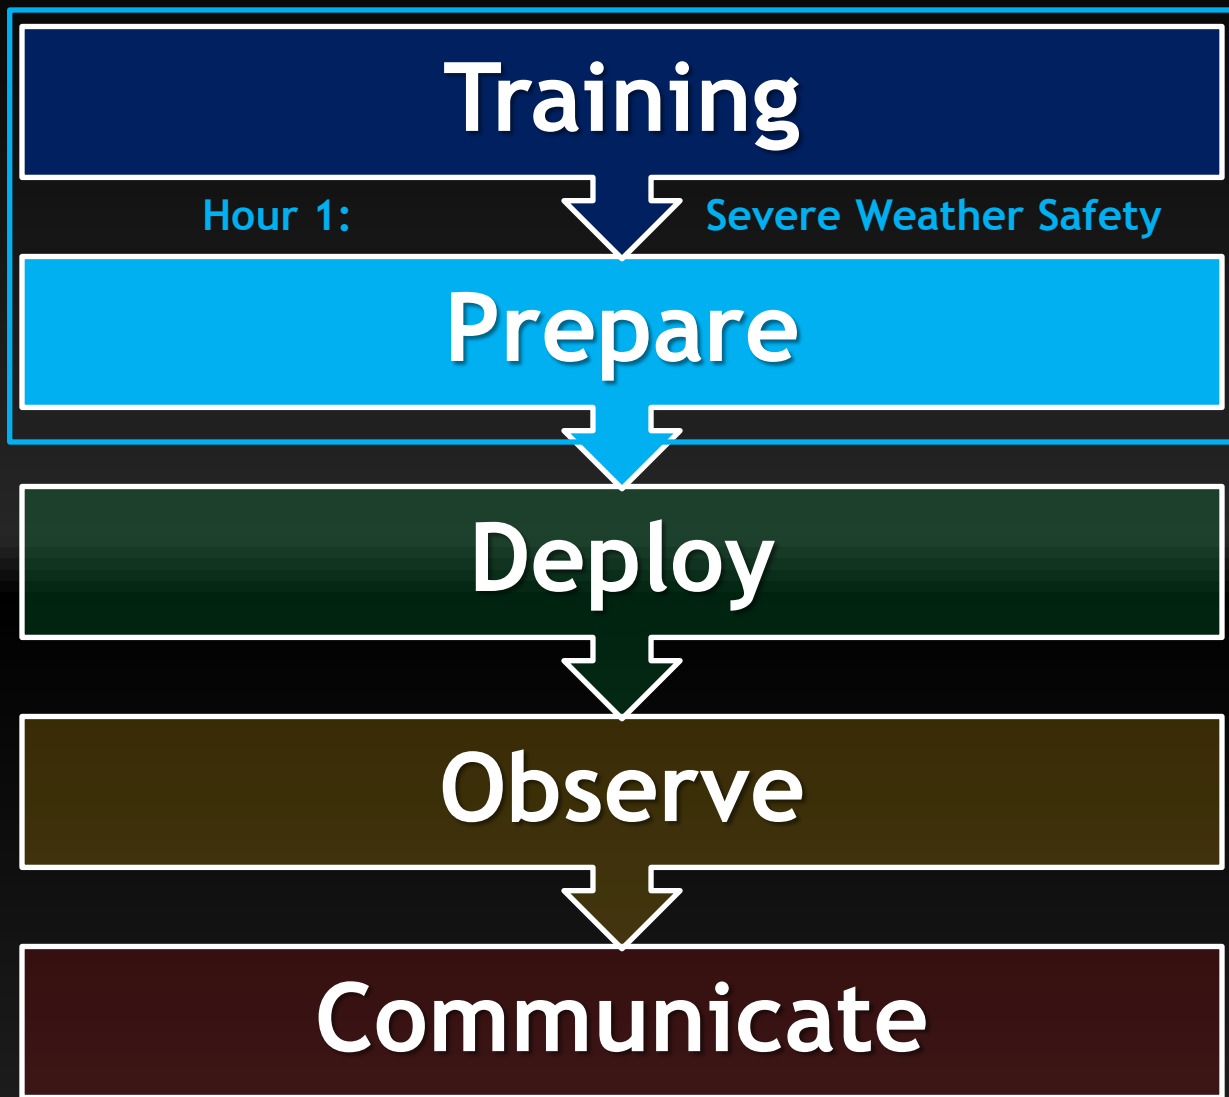 Training
Hour 1: Severe Weather Safety
Prepare
Deploy
Observe
Communicate